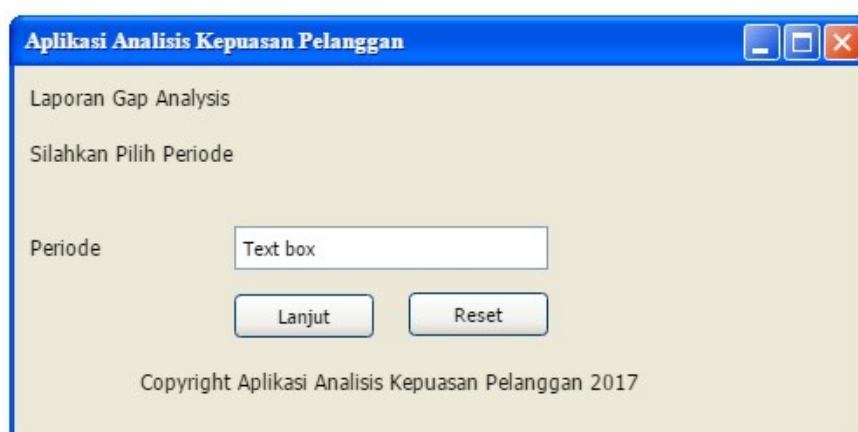 Aplikasi Analisis Kepuasan Pelanggan
Laporan Gap Analysis
Silahkan Pilih Periode
Periode Text box
Lanjut Reset
Copyright Aplikasi Analisis Kepuasan Pelanggan 2017